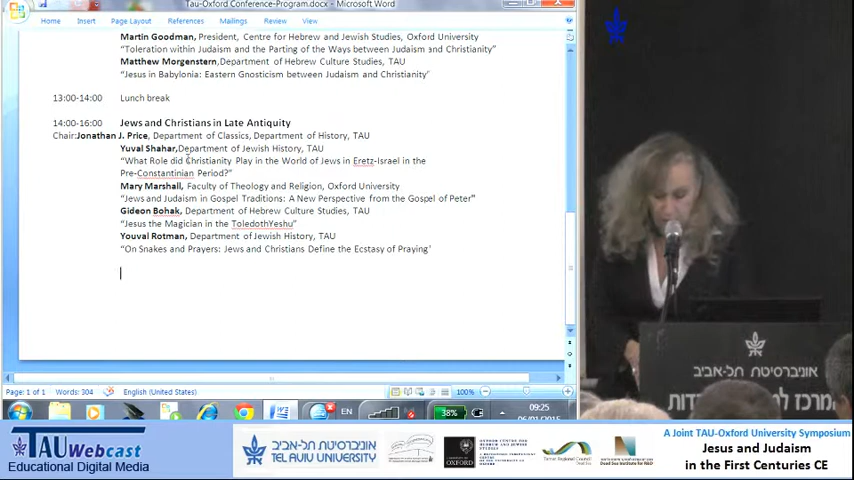 Tau-Oxford.Conference-Program.docx - Microsoft Word
Home Insert Page Layout References Mailings Review View
Martin Goodman, President, Centre for Hebrew and Jewish Studies, Oxford University
“Toleration within Judaism and the Parting of the Ways between Judaism and Christianity”
Matthew Morgenstern,Department of Hebrew Culture Studies, TAU
“Jesus in Babylonia: Eastern Gnosticism between Judaism and Christianity”
13:00-14:00 Lunch break
14:00-16:00 Jews and Christians in Late Antiquity
Chair:Jonathan J. Price, Department of Classics, Department of History, TAU
Yuval Shahar,Department of Jewish History, TAU
“What Role did Christianity Play in the World of Jews in Eretz-Israel in the
Pre-Constantinian Period?”
Mary Marshall, Faculty of Theology and Religion, Oxford University
“Jews and Judaism in Gospel Traditions: A New Perspective from the Gospel of Peter”
Gideon Bohak, Department of Hebrew Culture Studies, TAU
“Jesus the Magician in the ToledothYeshu”
Youval Rotman, Department of Jewish History, TAU
“On Snakes and Prayers: Jews and Christians Define the Ecstasy of Praying”
Page: 1 of 1 Words: 304 English (United States) 100%
EN 38% 09:25
אוניברסיטת תל-אביב
TAU Webcast
Educational Digital Media
אוניברסיטת תל-אביב
TEL AVIV UNIVERSITY
UNIVERSITY OF
OXFORD
A Joint TAU-Oxford University Symposium
Jesus and Judaism
in the First Centuries CE